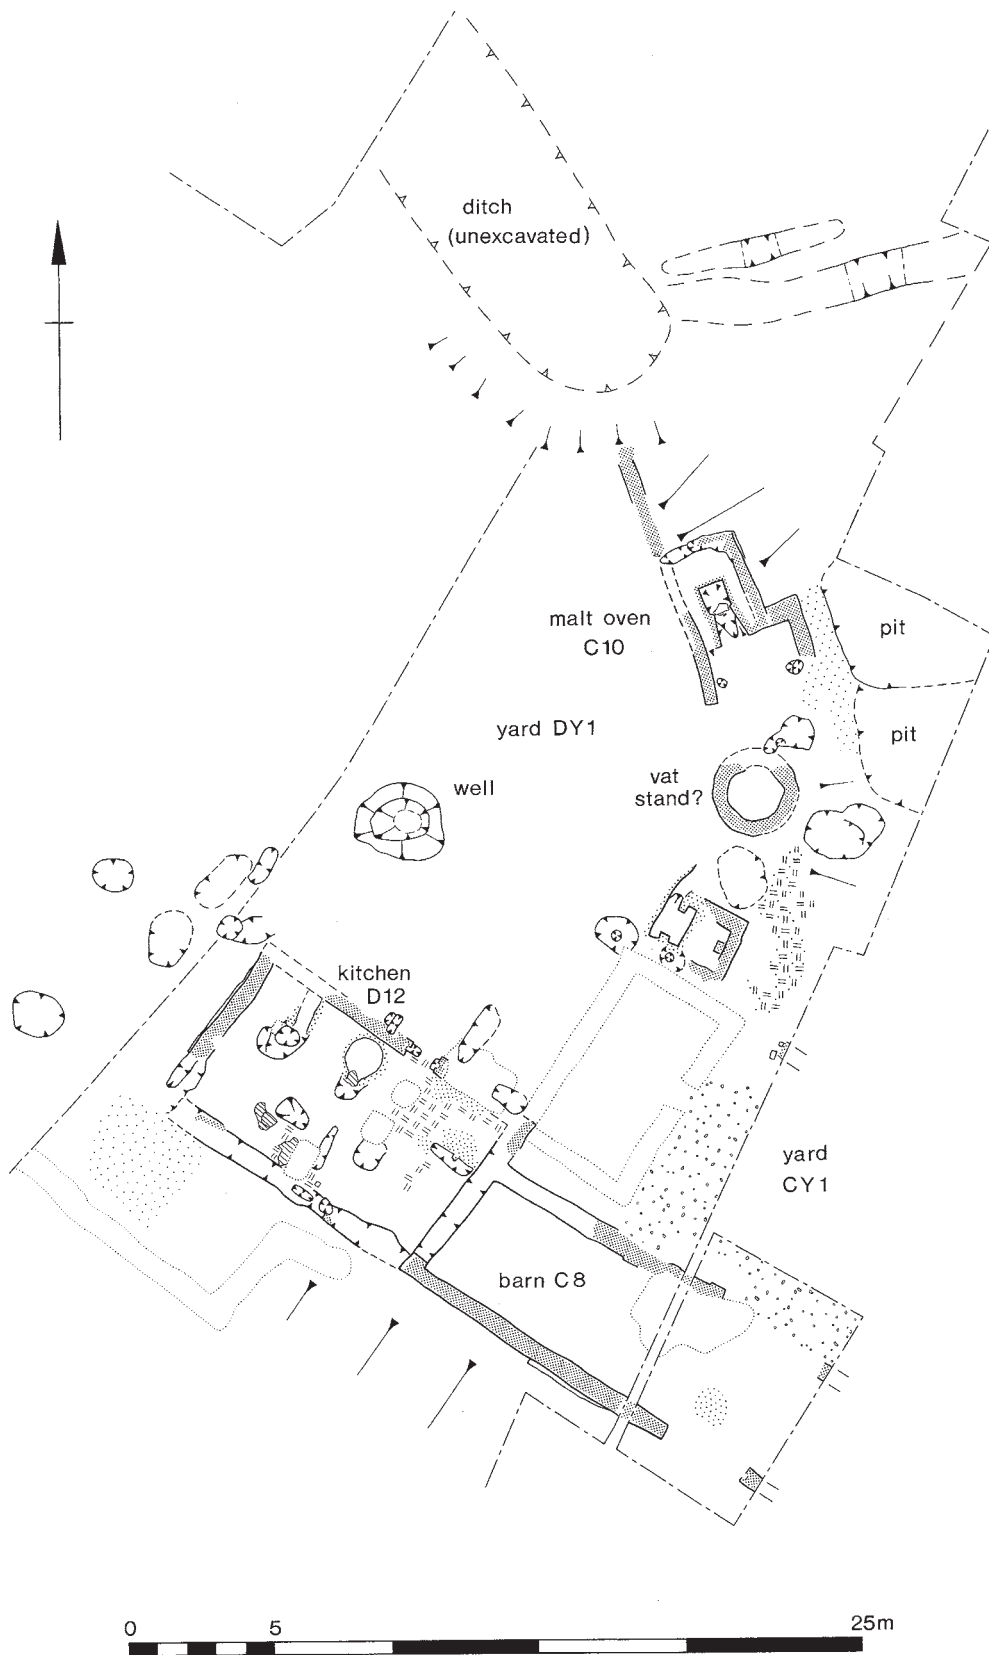 ditch
(unexcavated)
malt oven
C10
pit
yard DY1
pit
well
vat
stand?
kitchen
D12
yard
CY1
barn C8
0 5 25m